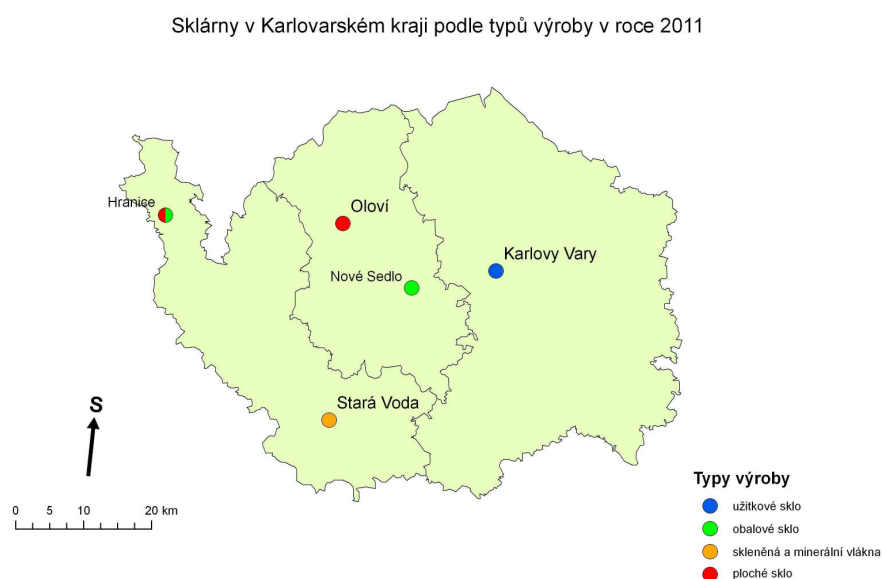 Sklárny v Karlovarském kraji podle typů výroby v roce 2011
Hranice
Oloví
Karlovy Vary
Nové Sedlo
Stará Voda
S
0 5 10 20 km
Typy výroby
užitkové sklo
obalové sklo
skleněná a minerální vlákna
ploché sklo